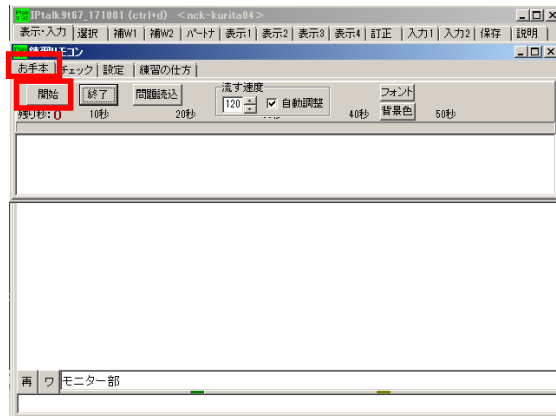 IPtalk9t67_171001 (ctrl+d) <nck-kurita04>
表示・入力 選択 補W1 補W2 パートナ 表示1 表示2 表示3 表示4 訂正 入力1 入力2 保存 説明
練習リモコン
お手本 チェック 設定 練習の仕方
流す速度
開始 終了 問題読込 120 自動調整 フォント
残り秒: 0 10秒 20秒 40秒 背景色 50秒
再 ワ モニター部